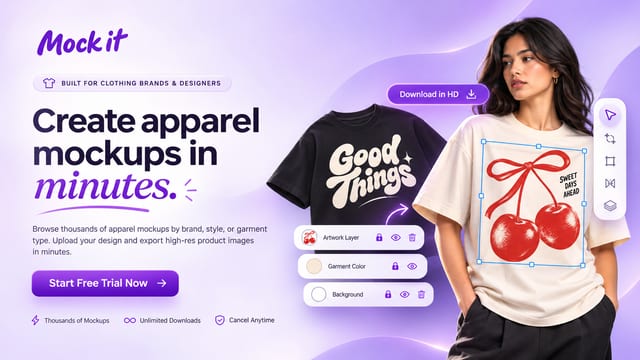 Mock it
BUILT FOR CLOTHING BRANDS & DESIGNERS
Create apparel
mockups in
minutes.
Browse thousands of apparel mockups by brand, style, or garment
type. Upload your design and export high-res product images
in minutes.
Start Free Trial Now
Thousands of Mockups
Unlimited Downloads
Cancel Anytime
Download in HD
Good
Things
SWEET
DAYS
AHEAD
Artwork Layer
Garment Color
Background